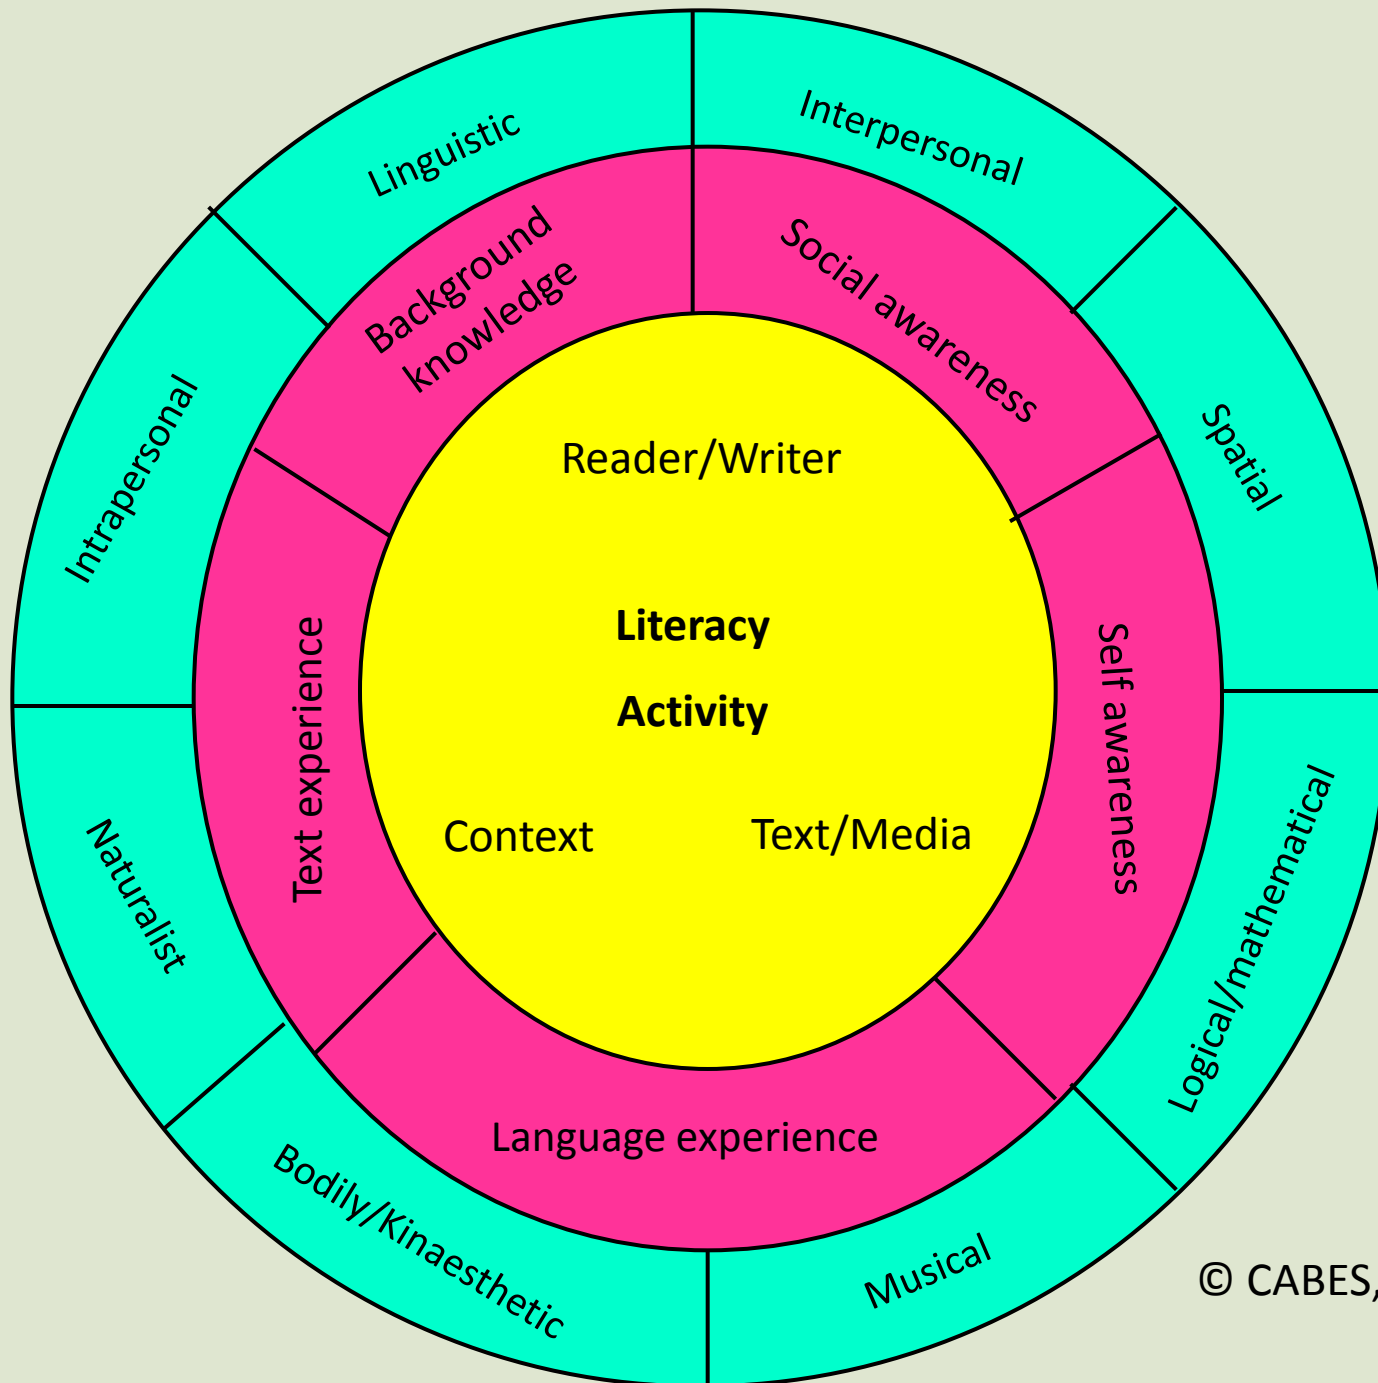 Linguistic
Interpersonal
Spatial
Logical/mathematical
Musical
Bodily/Kinaesthetic
Naturalist
Intrapersonal
Background
knowledge
Social awareness
Self awareness
Language experience
Text experience
Reader/Writer
Literacy
Activity
Context
Text/Media
© CABES,